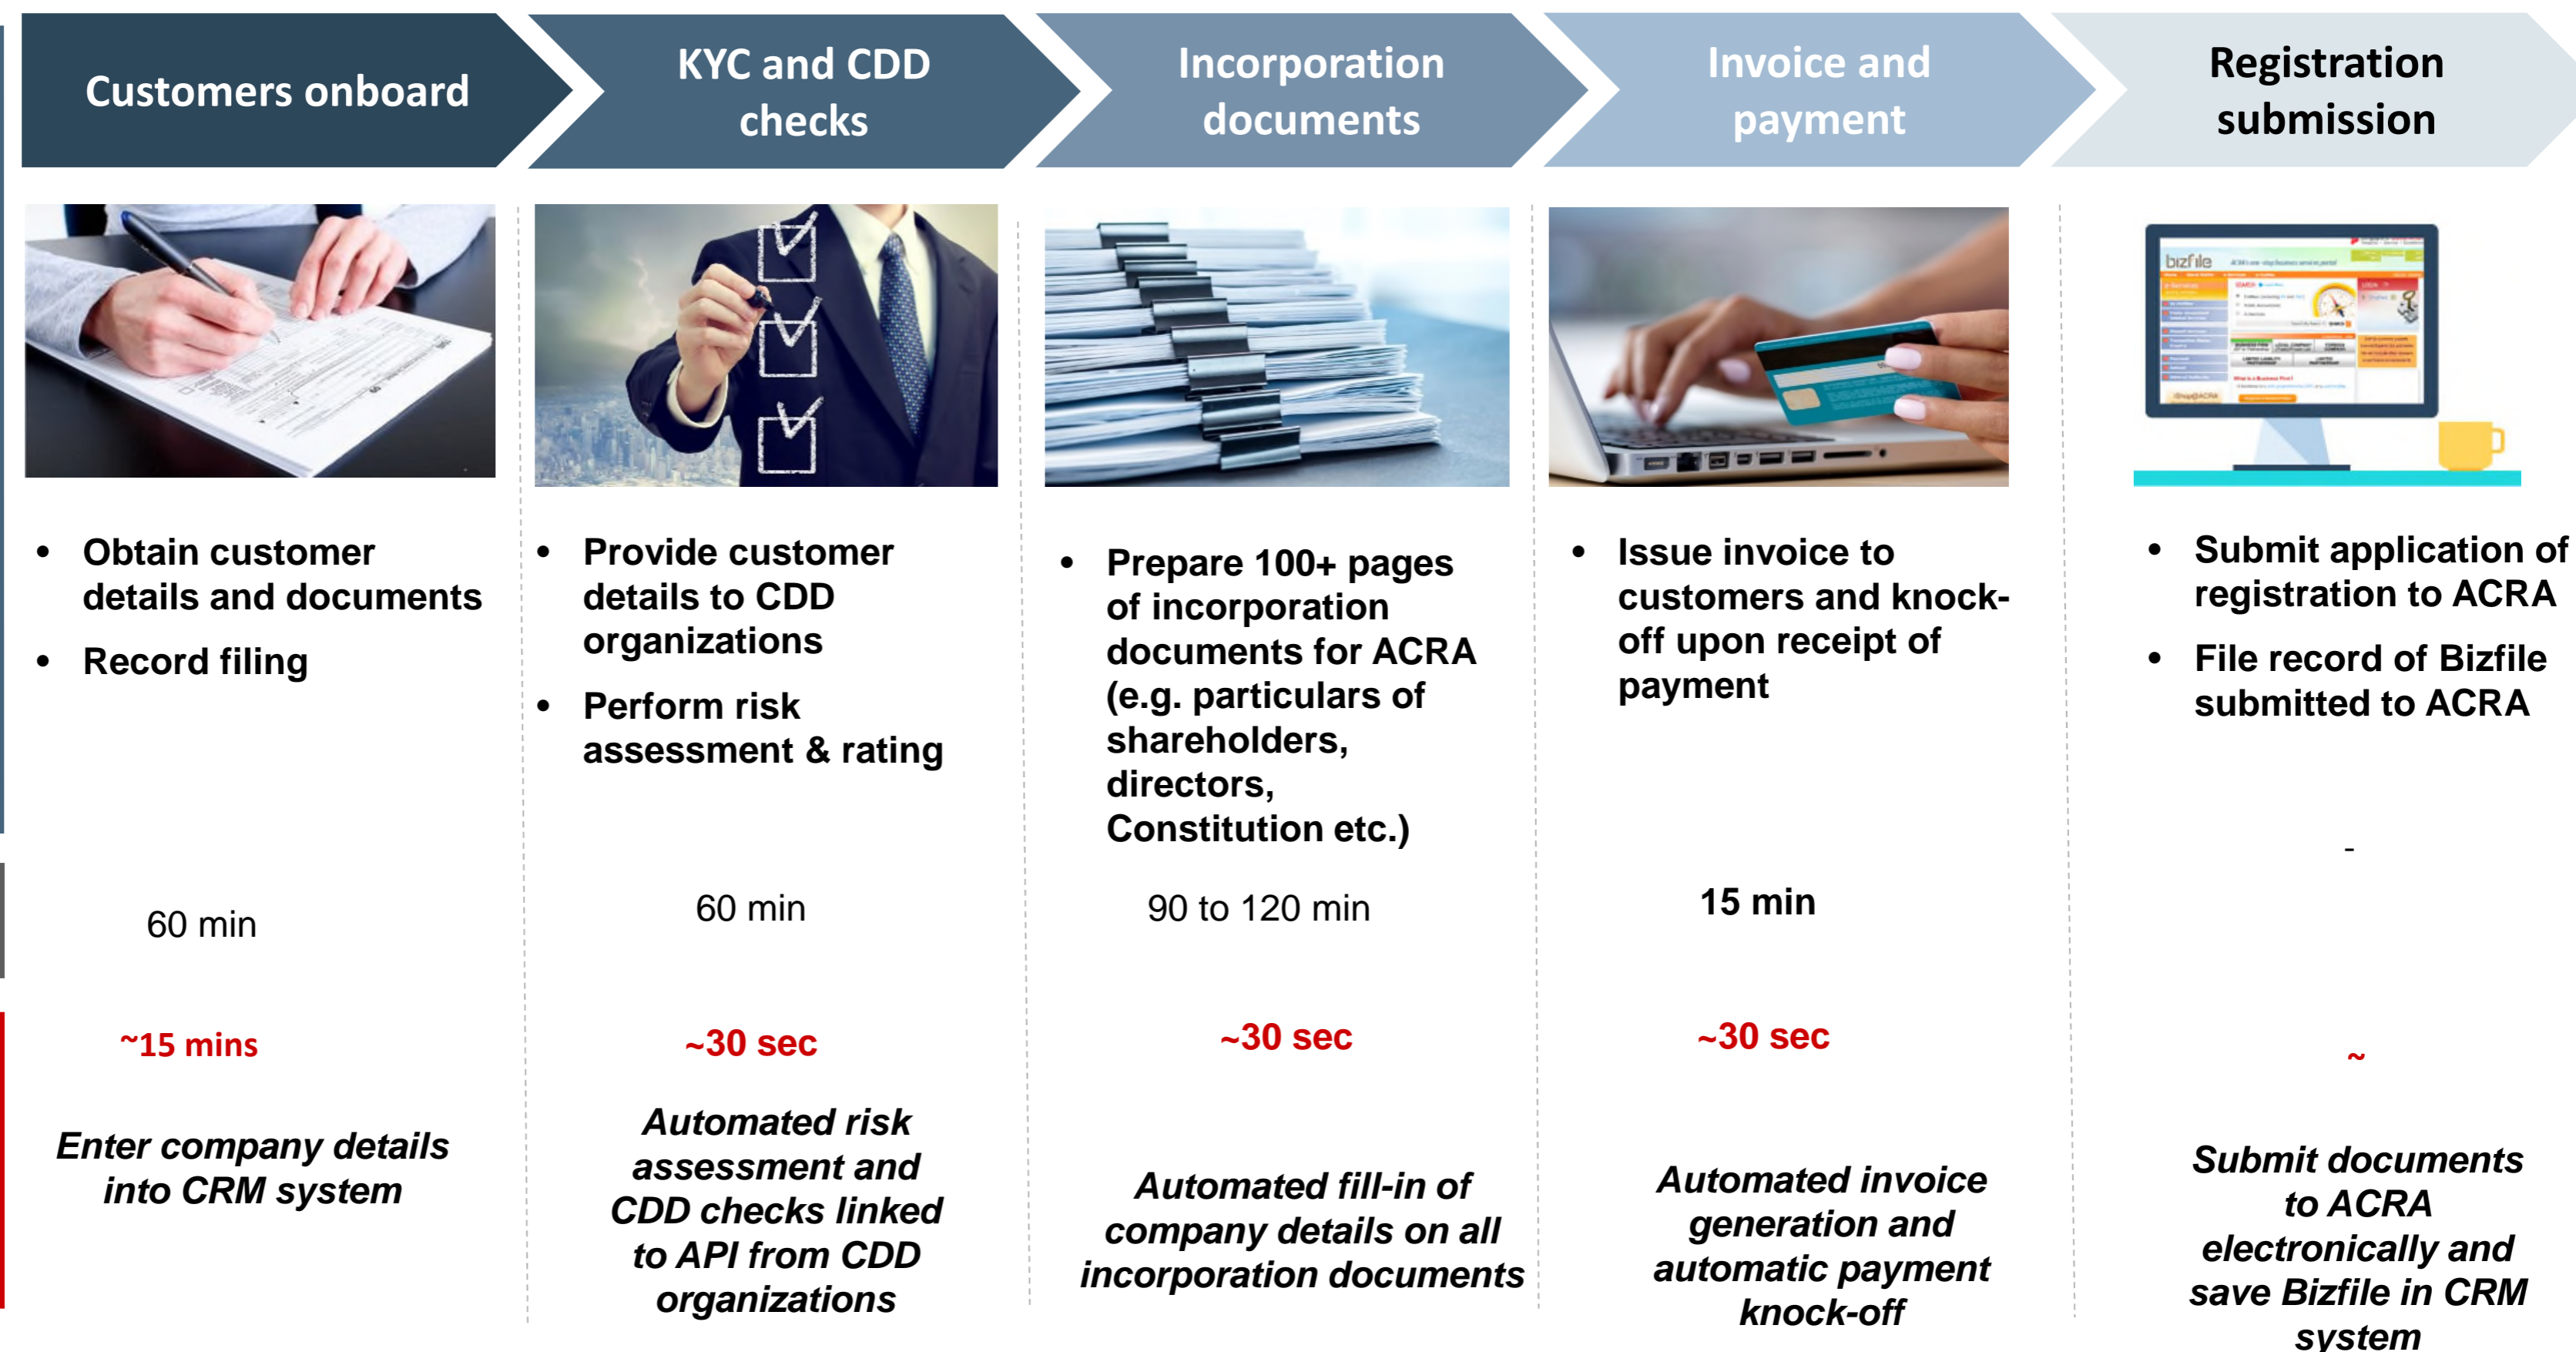 Customers onboard
KYC and CDD
checks
Incorporation
documents
Invoice and
payment
Registration
submission
bizfile
• Obtain customer
details and documents
• Record filing
• Provide customer
details to CDD
organizations
• Perform risk
assessment & rating
• Prepare 100+ pages
of incorporation
documents for ACRA
(e.g. particulars of
shareholders,
directors,
Constitution etc.)
• Issue invoice to
customers and knock-
off upon receipt of
payment
• Submit application of
registration to ACRA
• File record of Bizfile
submitted to ACRA
60 min
60 min
90 to 120 min
15 min
-
~15 mins
~30 sec
~30 sec
~30 sec
~
Enter company details
into CRM system
Automated risk
assessment and
CDD checks linked
to API from CDD
organizations
Automated fill-in of
company details on all
incorporation documents
Automated invoice
generation and
automatic payment
knock-off
Submit documents
to ACRA
electronically and
save Bizfile in CRM
system